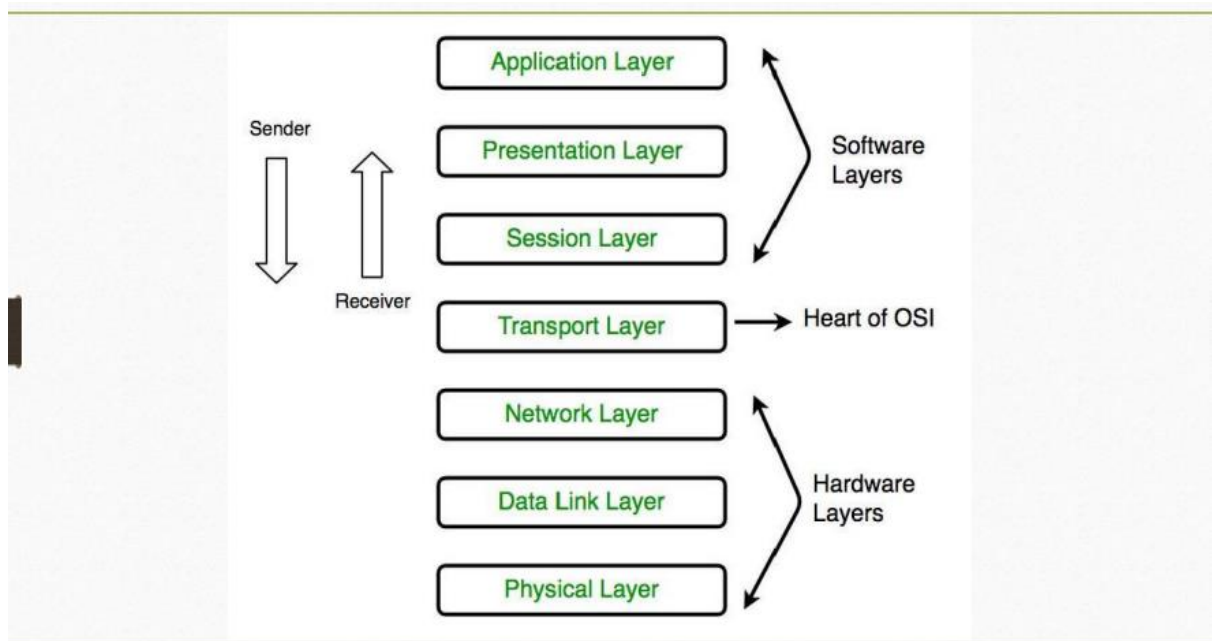 Application Layer
Sender
Presentation Layer
Software
Layers
Session Layer
Receiver
Transport Layer
Heart of OSI
Network Layer
Data Link Layer
Hardware
Layers
Physical Layer